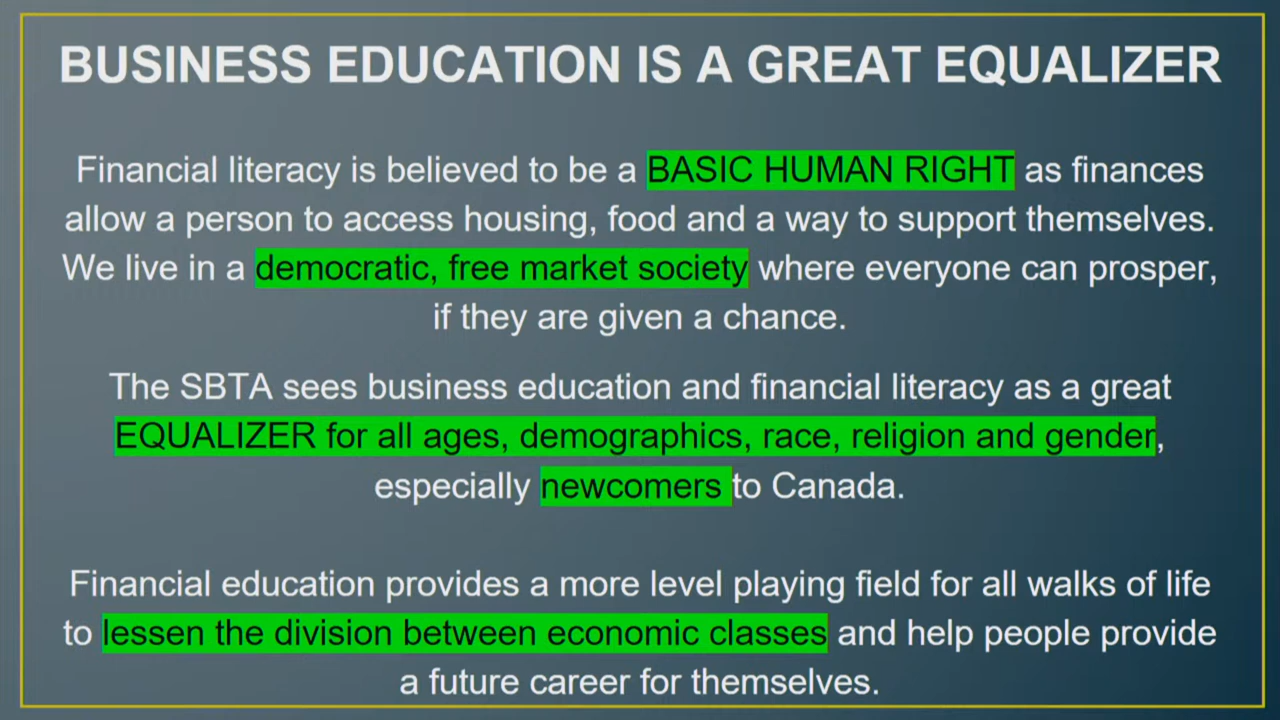 BUSINESS EDUCATION IS A GREAT EQUALIZER
Financial literacy is believed to be a BASIC HUMAN RIGHT as finances
allow a person to access housing, food and a way to support themselves.
We live in a democratic, free market society where everyone can prosper,
if they are given a chance.
The SBTA sees business education and financial literacy as a great
EQUALIZER for all ages, demographics, race, religion and gender,
especially newcomers to Canada.
Financial education provides a more level playing field for all walks of life
to lessen the division between economic classes and help people provide
a future career for themselves.